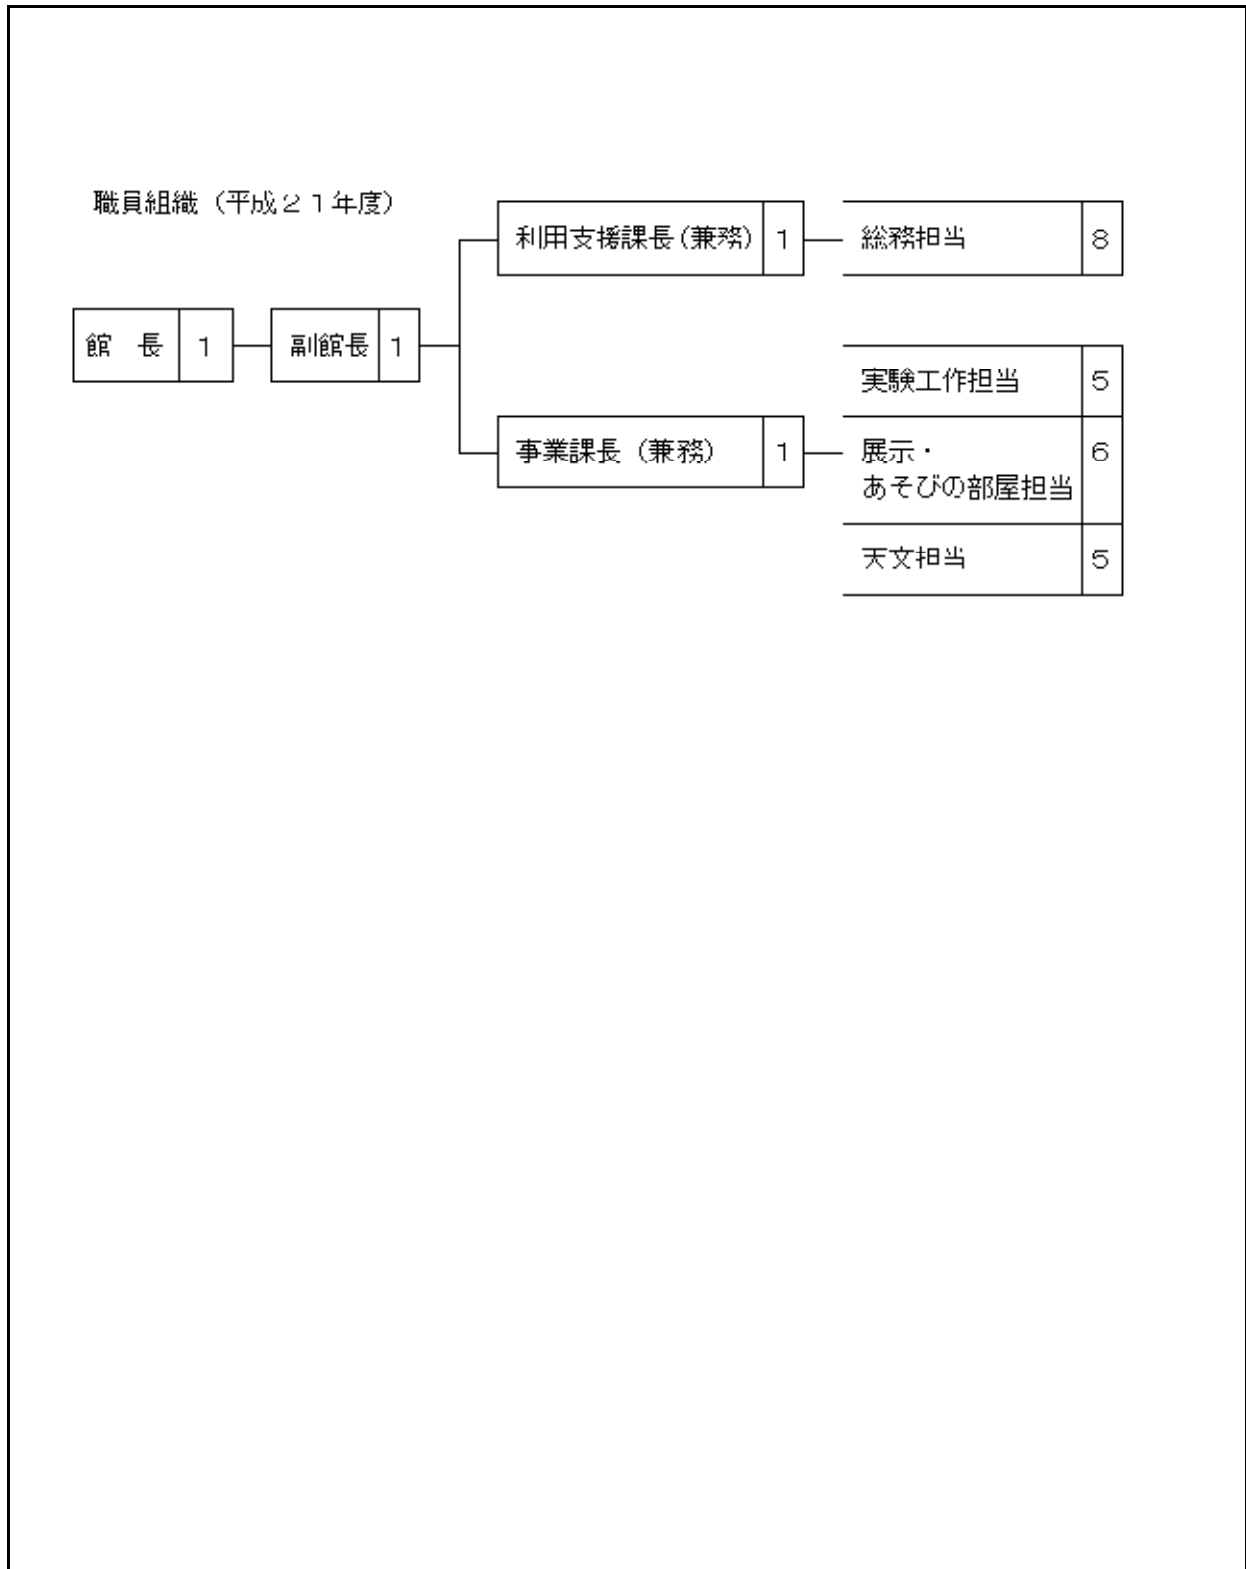 職員組織（平成２１年度）
館　長 1
副館長 1
利用支援課長(兼務) 1
総務担当 8
事業課長（兼務） 1
実験工作担当 5
展示・ 6
あそびの部屋担当
天文担当 5